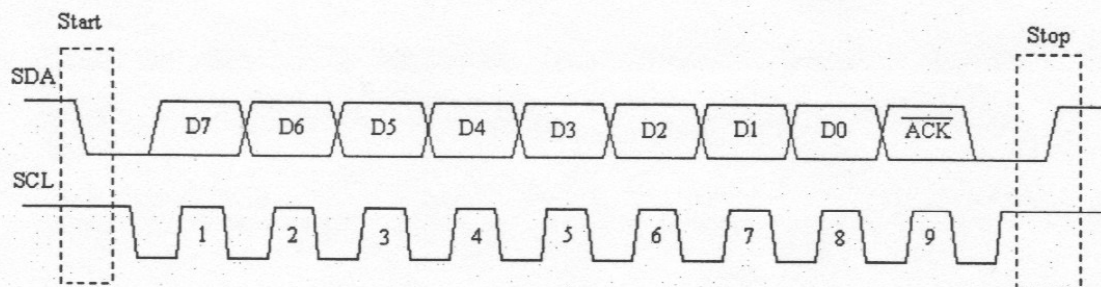 Start
Stop
SDA
D7 D6 D5 D4 D3 D2 D1 D0 ACK
SCL
1 2 3 4 5 6 7 8 9